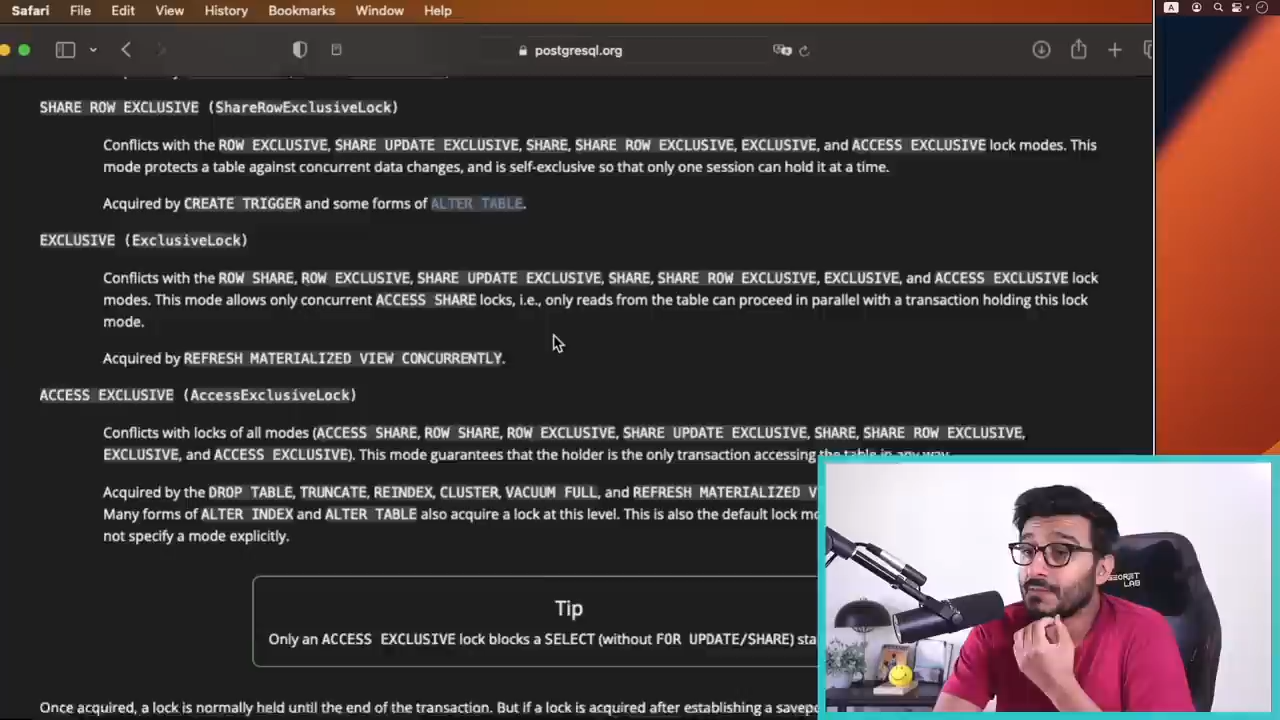 Safari File Edit View History Bookmarks Window Help
A
postgresql.org
SHARE ROW EXCLUSIVE (ShareRowExclusiveLock)
Conflicts with the ROW EXCLUSIVE, SHARE UPDATE EXCLUSIVE, SHARE, SHARE ROW EXCLUSIVE, EXCLUSIVE, and ACCESS EXCLUSIVE lock modes. This
mode protects a table against concurrent data changes, and is self-exclusive so that only one session can hold it at a time.
Acquired by CREATE TRIGGER and some forms of ALTER TABLE.
EXCLUSIVE (ExclusiveLock)
Conflicts with the ROW SHARE, ROW EXCLUSIVE, SHARE UPDATE EXCLUSIVE, SHARE, SHARE ROW EXCLUSIVE, EXCLUSIVE, and ACCESS EXCLUSIVE lock
modes. This mode allows only concurrent ACCESS SHARE locks, i.e., only reads from the table can proceed in parallel with a transaction holding this lock
mode.
Acquired by REFRESH MATERIALIZED VIEW CONCURRENTLY.
ACCESS EXCLUSIVE (AccessExclusiveLock)
Conflicts with locks of all modes (ACCESS SHARE, ROW SHARE, ROW EXCLUSIVE, SHARE UPDATE EXCLUSIVE, SHARE, SHARE ROW EXCLUSIVE,
EXCLUSIVE, and ACCESS EXCLUSIVE). This mode guarantees that the holder is the only transaction accessing the table in any way.
Acquired by the DROP TABLE, TRUNCATE, REINDEX, CLUSTER, VACUUM FULL, and REFRESH MATERIALIZED V
Many forms of ALTER INDEX and ALTER TABLE also acquire a lock at this level. This is also the default lock mo
not specify a mode explicitly.
Tip
Only an ACCESS EXCLUSIVE lock blocks a SELECT (without FOR UPDATE/SHARE) sta
Once acquired, a lock is normally held until the end of the transaction. But if a lock is acquired after establishing a savepo
SECRET
LAB